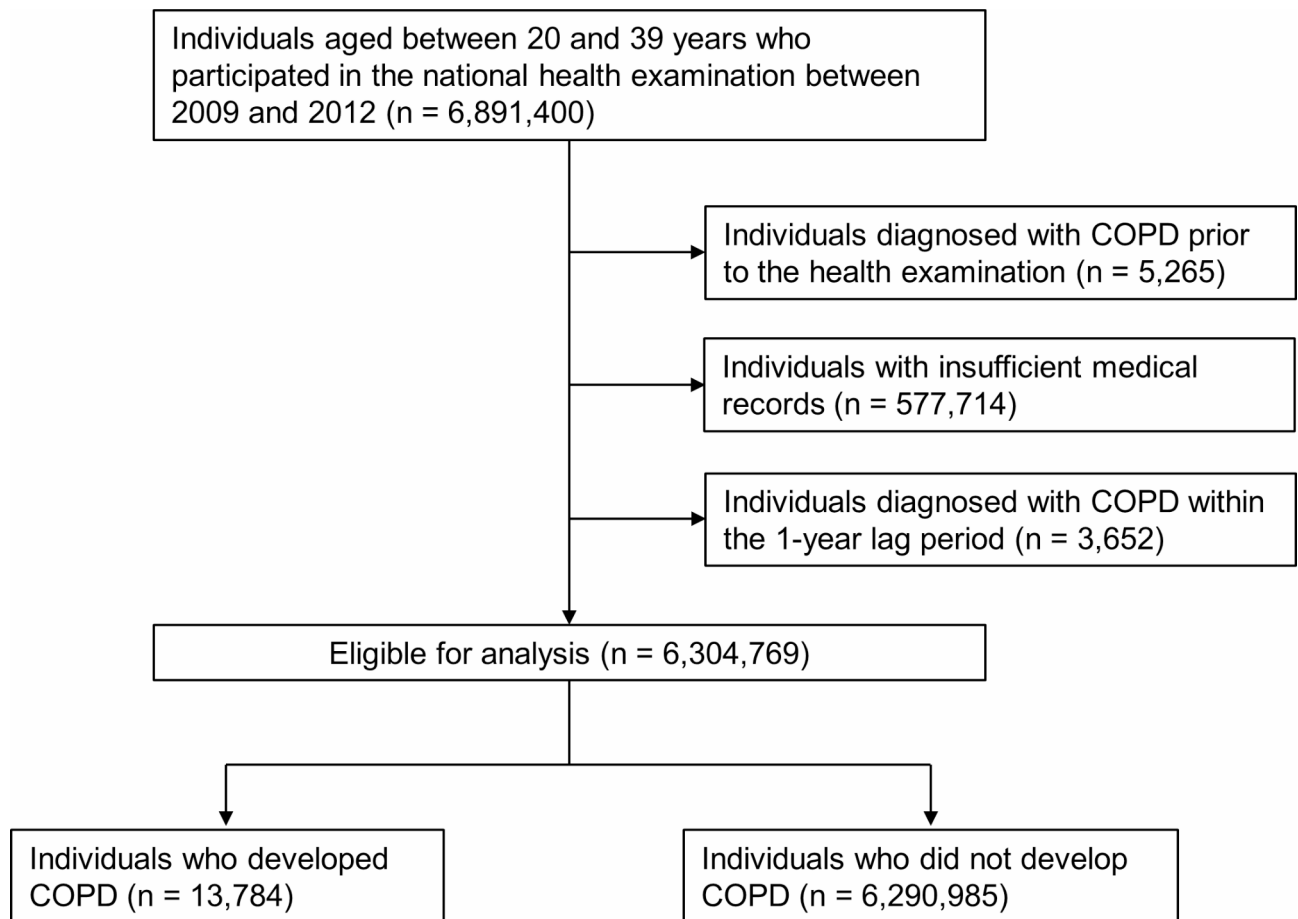 Individuals aged between 20 and 39 years who
participated in the national health examination between
2009 and 2012 (n = 6,891,400)
Individuals diagnosed with COPD prior
to the health examination (n = 5,265)
Individuals with insufficient medical
records (n = 577,714)
Individuals diagnosed with COPD within
the 1-year lag period (n = 3,652)
Eligible for analysis (n = 6,304,769)
Individuals who developed
COPD (n = 13,784)
Individuals who did not develop
COPD (n = 6,290,985)